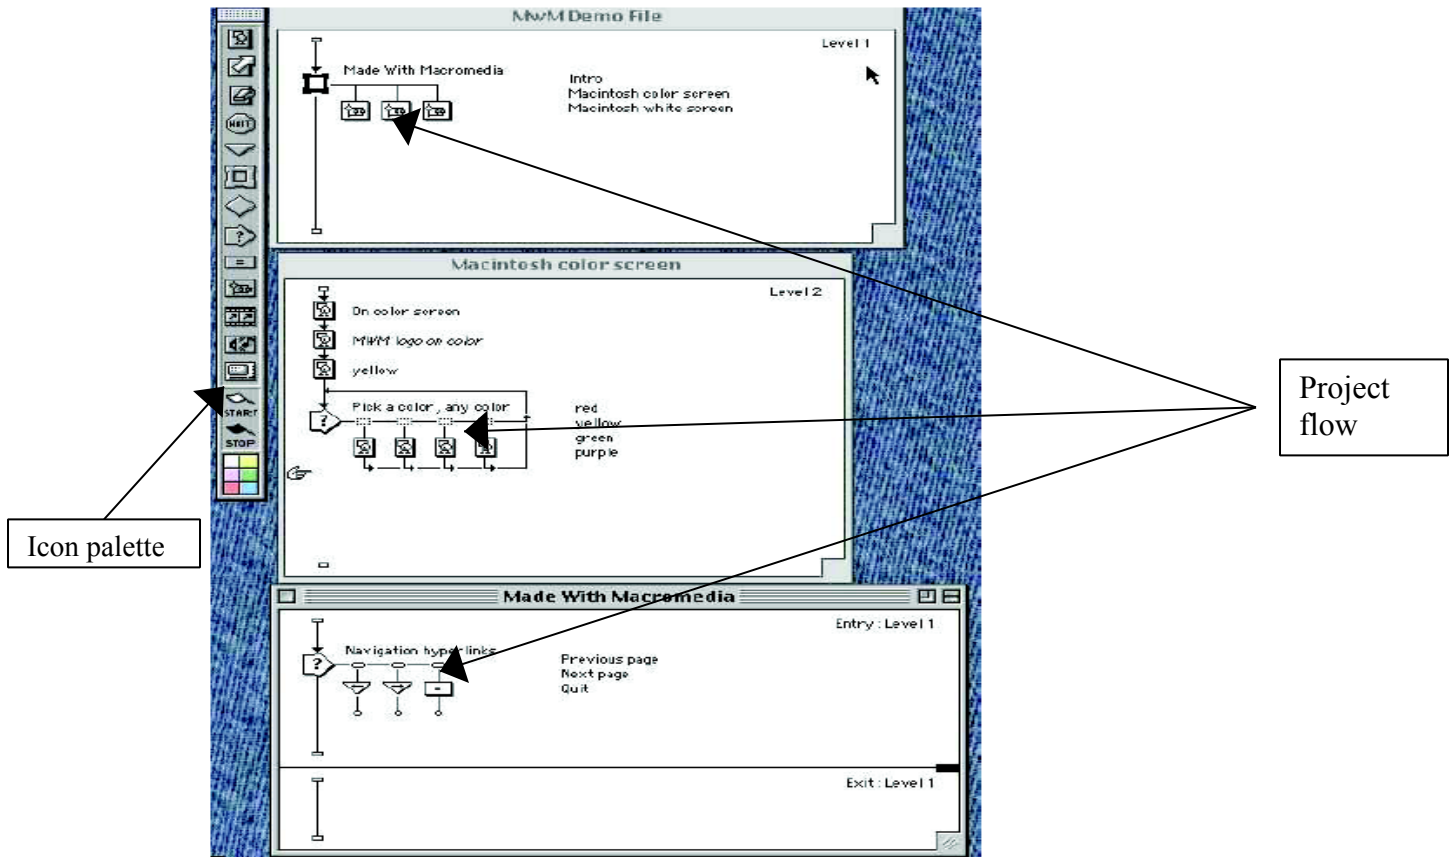 MwM Demo File
Level 1
Made With Macromedia
Intro
Macintosh color screen
Macintosh white screen
WAIT
?
=
START
STOP
Macintosh color screen
Level 2
On color screen
MWM logo on color
yellow
Pick a color, any color
?
red
yellow
green
purple
Project
flow
Icon palette
Made With Macromedia
Entry : Level 1
Navigation hyperlinks
?
=
Previous page
Next page
Quit
Exit : Level 1